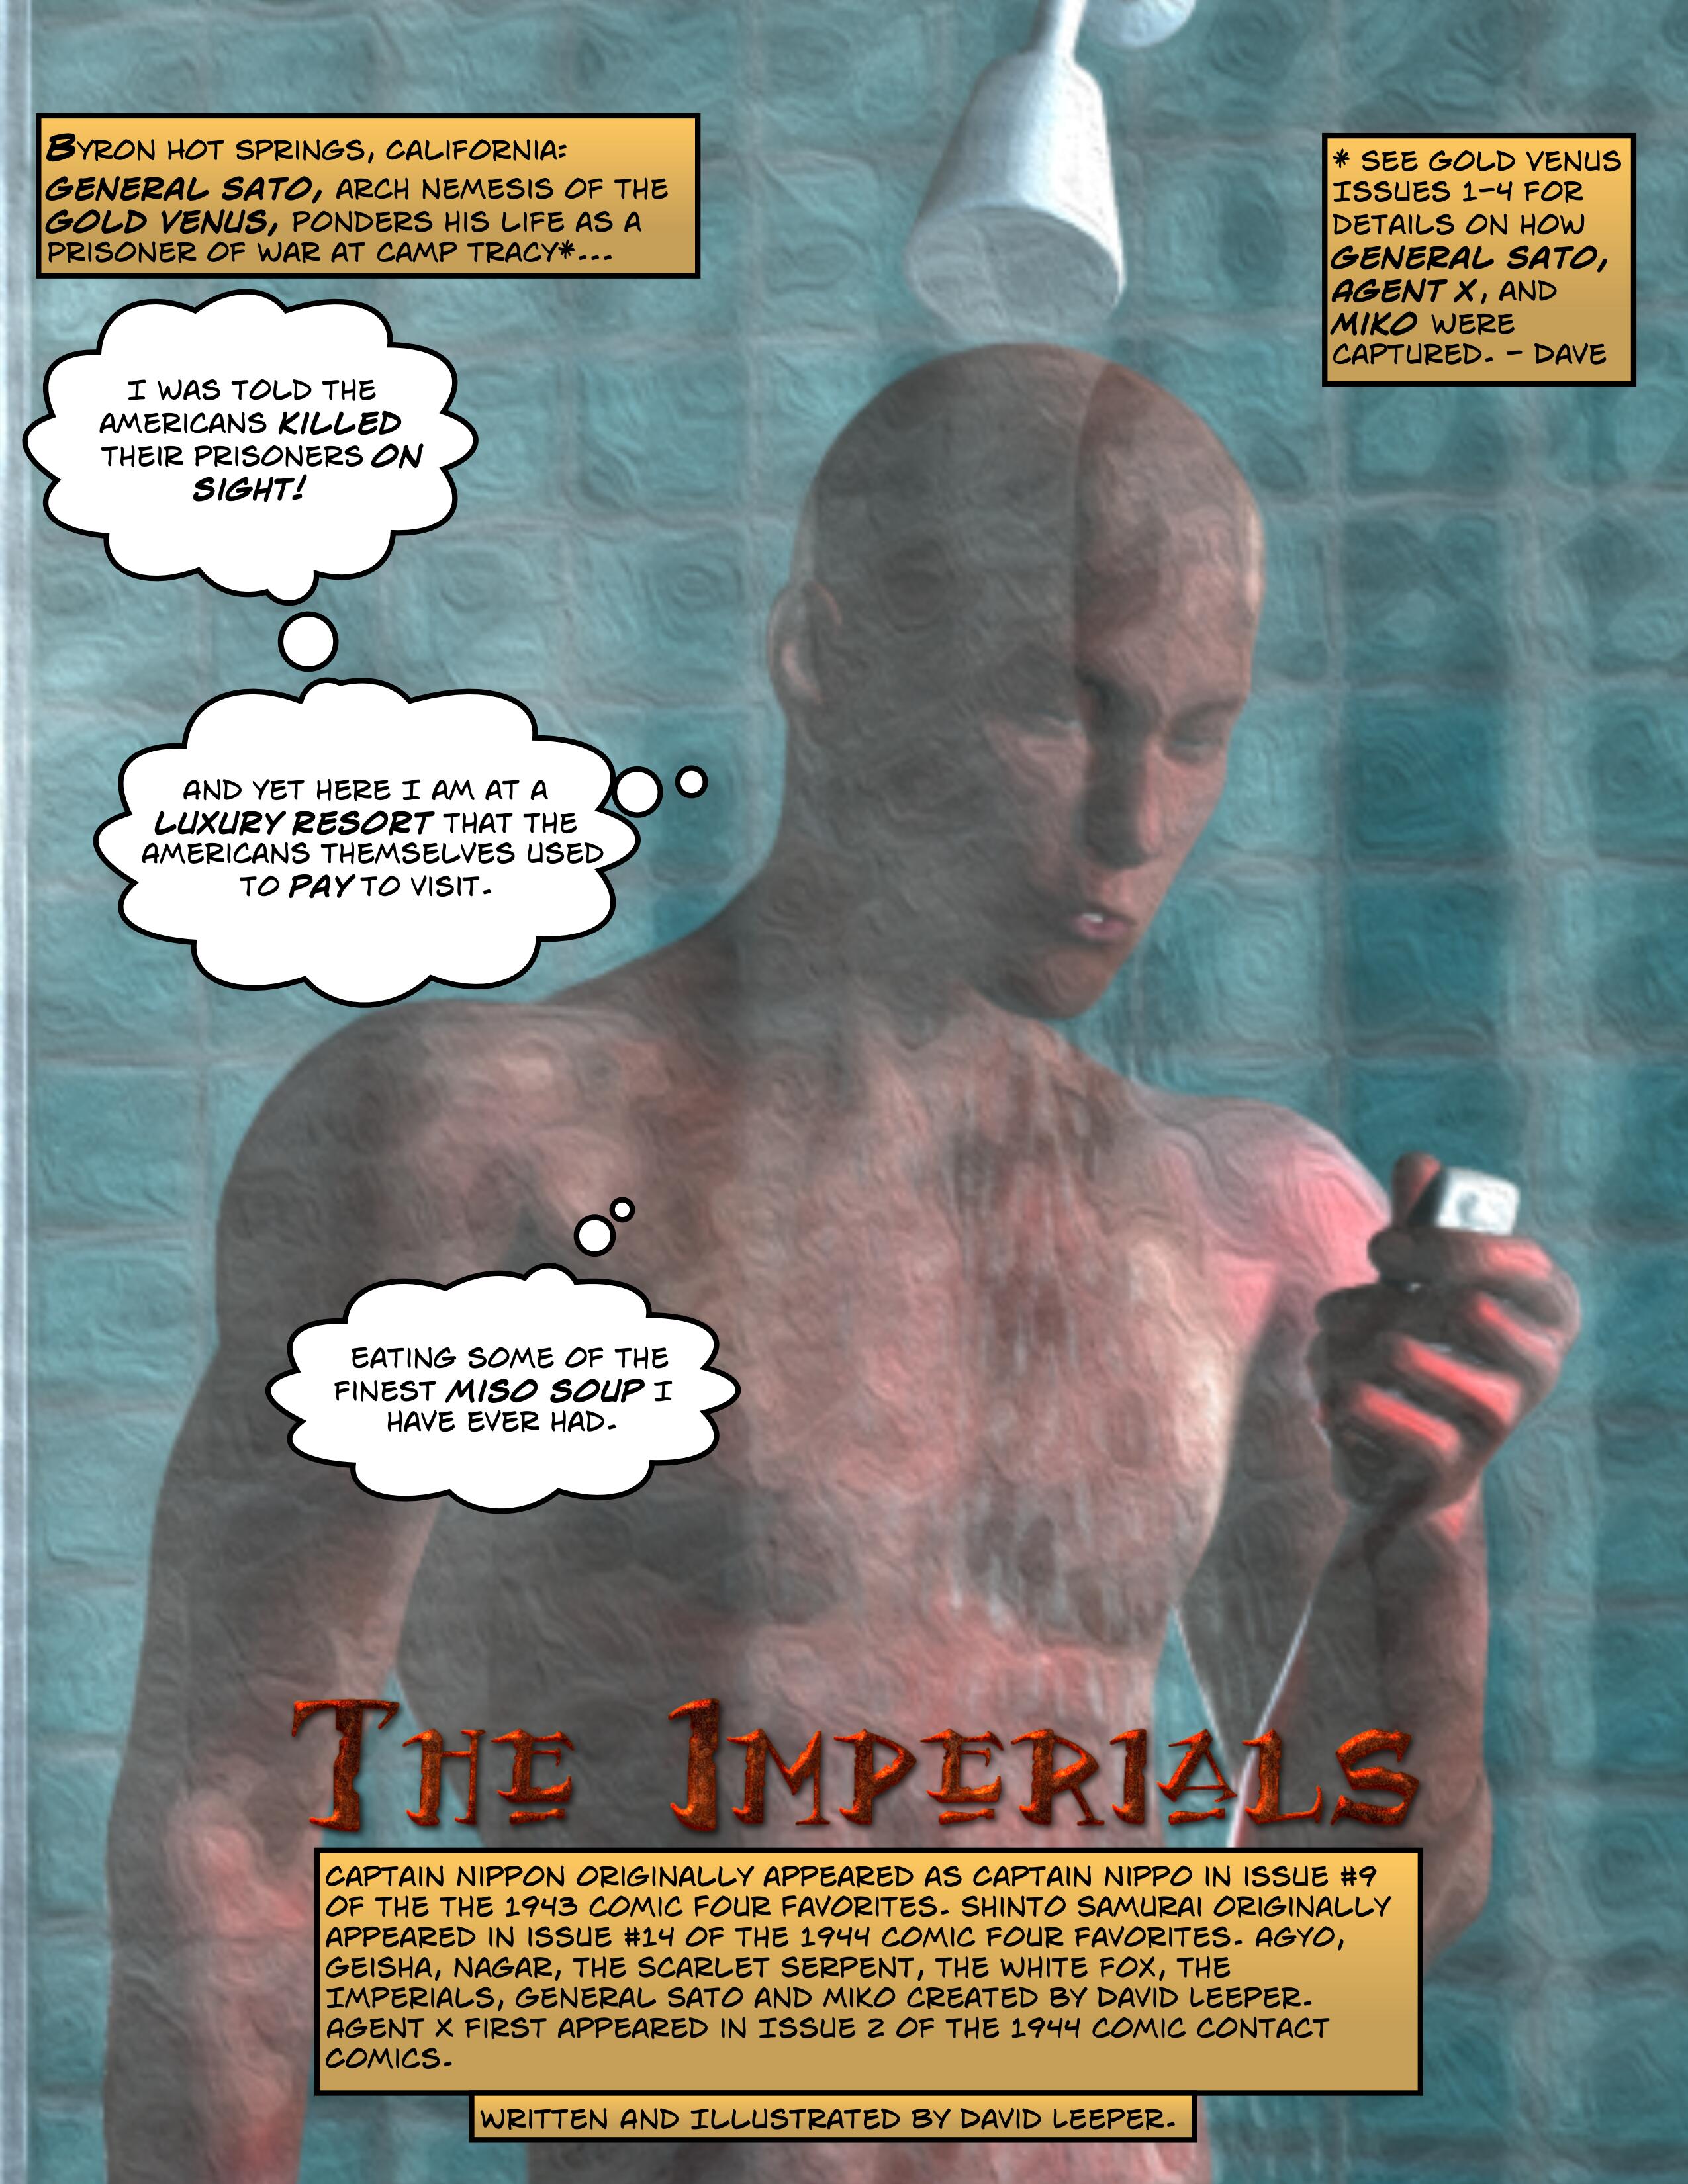 BYRON HOT SPRINGS, CALIFORNIA:
GENERAL SATO, ARCH NEMESIS OF THE
GOLD VENUS, PONDERS HIS LIFE AS A
PRISONER OF WAR AT CAMP TRACY*...
* SEE GOLD VENUS
ISSUES 1-4 FOR
DETAILS ON HOW
GENERAL SATO,
AGENT X, AND
MIKO WERE
CAPTURED. - DAVE
I WAS TOLD THE
AMERICANS KILLED
THEIR PRISONERS ON
SIGHT!
AND YET HERE I AM AT A
LUXURY RESORT THAT THE
AMERICANS THEMSELVES USED
TO PAY TO VISIT.
EATING SOME OF THE
FINEST MISO SOUP I
HAVE EVER HAD.
THE IMPERIALS
CAPTAIN NIPPON ORIGINALLY APPEARED AS CAPTAIN NIPPO IN ISSUE #9
OF THE THE 1943 COMIC FOUR FAVORITES. SHINTO SAMURAI ORIGINALLY
APPEARED IN ISSUE #14 OF THE 1944 COMIC FOUR FAVORITES. AGYO,
GEISHA, NAGAR, THE SCARLET SERPENT, THE WHITE FOX, THE
IMPERIALS, GENERAL SATO AND MIKO CREATED BY DAVID LEEPER.
AGENT X FIRST APPEARED IN ISSUE 2 OF THE 1944 COMIC CONTACT
COMICS.
WRITTEN AND ILLUSTRATED BY DAVID LEEPER.